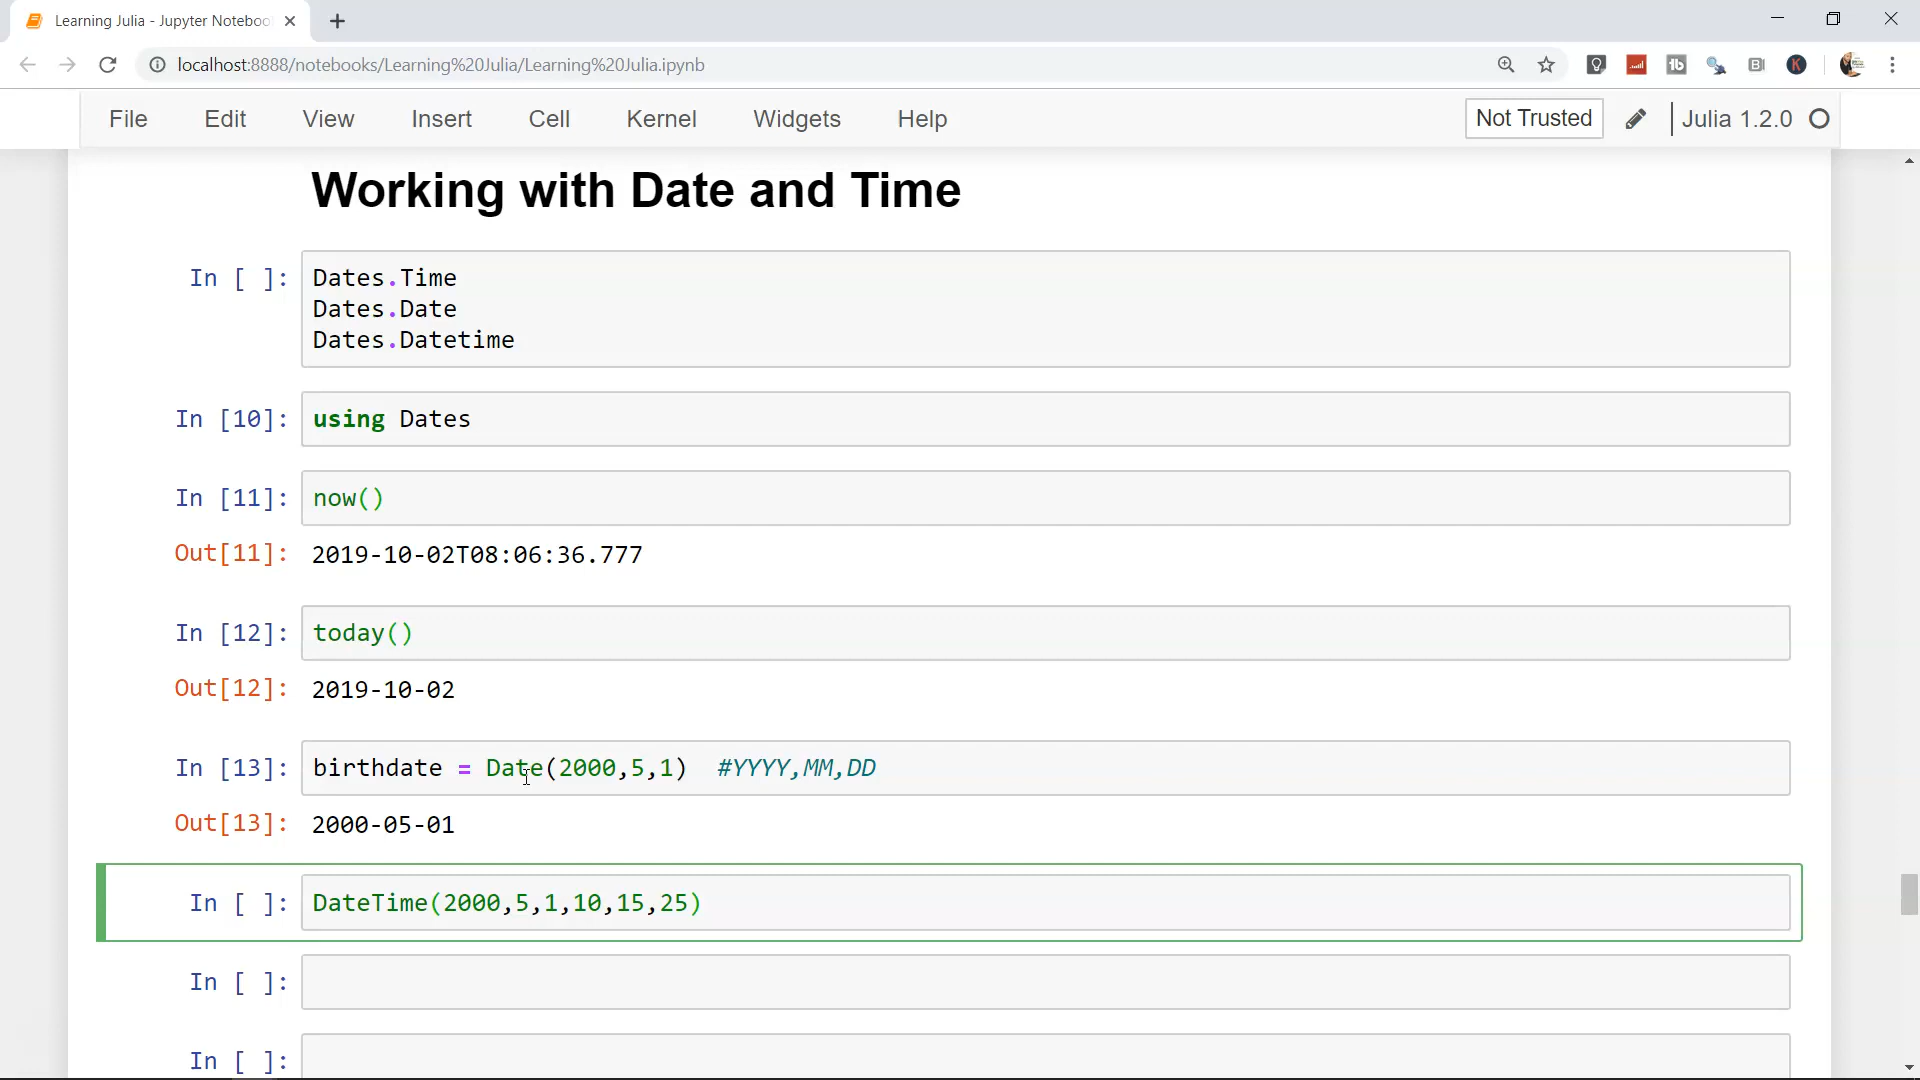 Learning Julia - Jupyter Noteboo
localhost:8888/notebooks/Learning%20Julia/Learning%20Julia.ipynb
File Edit View Insert Cell Kernel Widgets Help Not Trusted Julia 1.2.0
Working with Date and Time
In [ ]: Dates.Time
Dates.Date
Dates.Datetime
In [10]: using Dates
In [11]: now()
Out[11]: 2019-10-02T08:06:36.777
In [12]: today()
Out[12]: 2019-10-02
In [13]: birthdate = Date(2000,5,1) #YYYY,MM,DD
Out[13]: 2000-05-01
In [ ]: DateTime(2000,5,1,10,15,25)
In [ ]:
In [ ]: